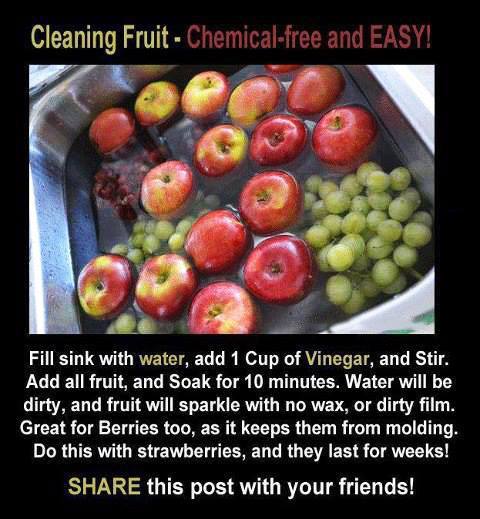 Cleaning Fruit - Chemical-free and EASY!
Fill sink with water, add 1 Cup of Vinegar, and Stir.
Add all fruit, and Soak for 10 minutes. Water will be
dirty, and fruit will sparkle with no wax, or dirty film.
Great for Berries too, as it keeps them from molding.
Do this with strawberries, and they last for weeks!
SHARE this post with your friends!